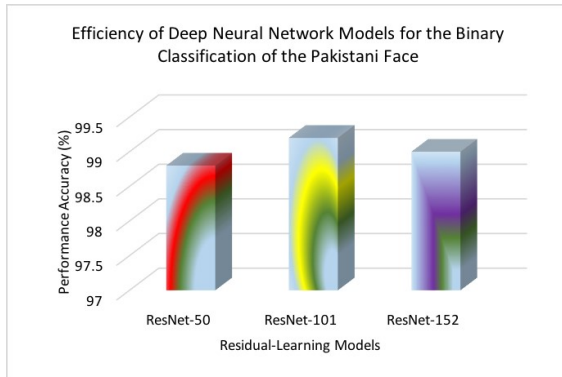 Efficiency of Deep Neural Network Models for the Binary
Classification of the Pakistani Face
Performance Accuracy (%)
99.5
99
98.5
98
97.5
97
ResNet-50
ResNet-101
ResNet-152
Residual-Learning Models